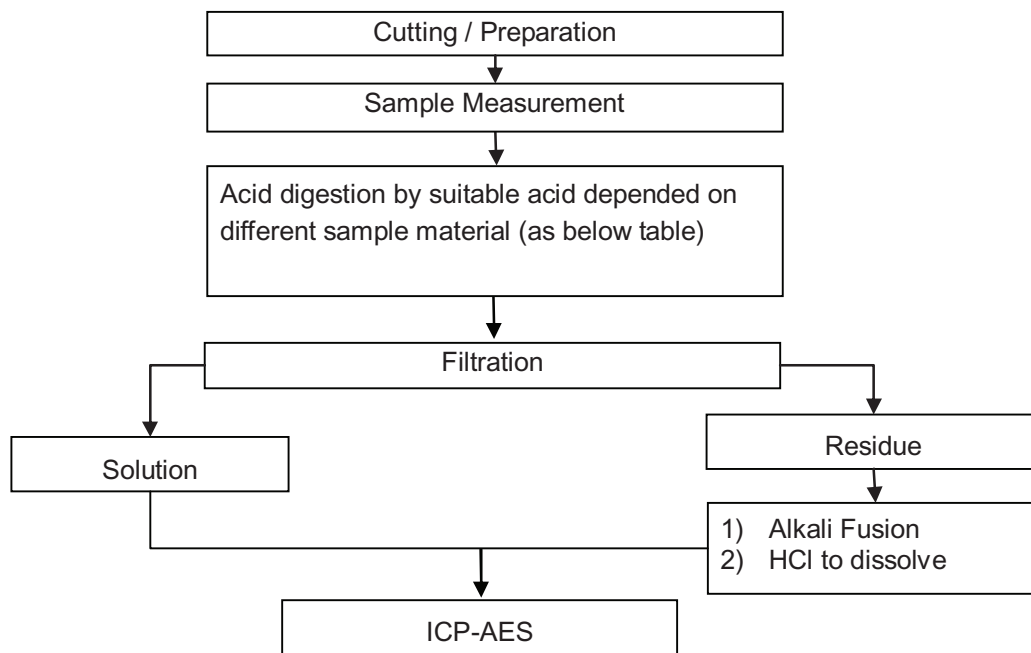 Cutting / Preparation
Sample Measurement
Acid digestion by suitable acid depended on
different sample material (as below table)
Filtration
Solution
Residue
1) Alkali Fusion
2) HCl to dissolve
ICP-AES